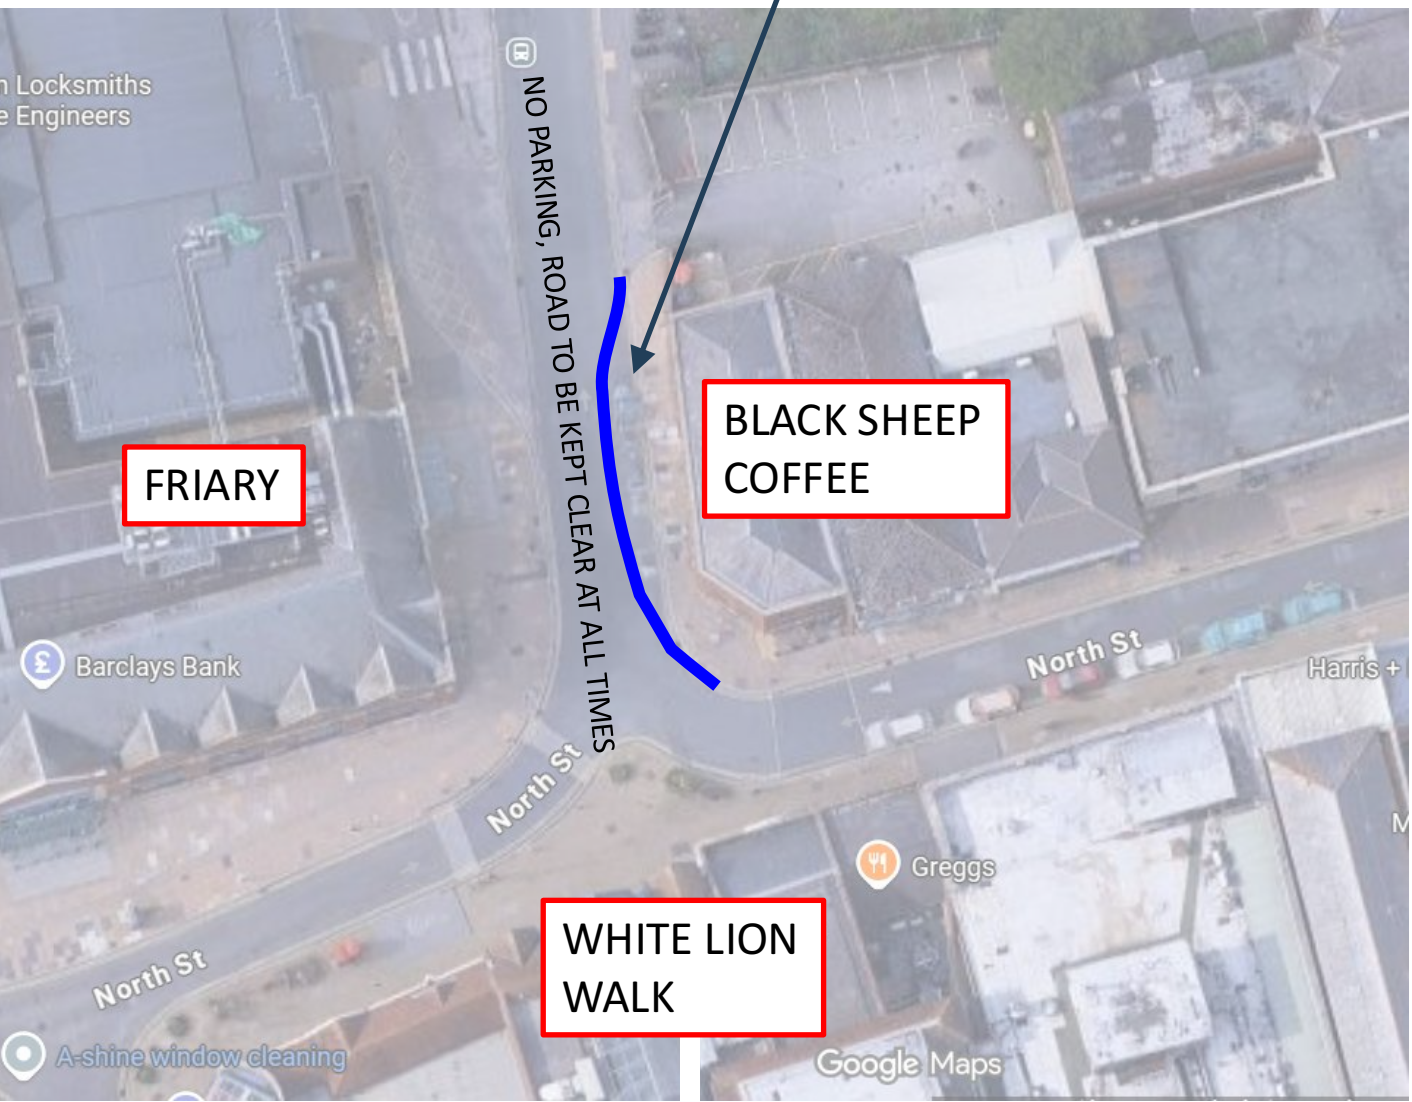 n Locksmiths
e Engineers
NO PARKING, ROAD TO BE KEPT CLEAR AT ALL TIMES
BLACK SHEEP
COFFEE
FRIARY
£
Barclays Bank
North St
Harris +
North St
Greggs
WHITE LION
WALK
North St
A-shine window cleaning
Google Maps
M